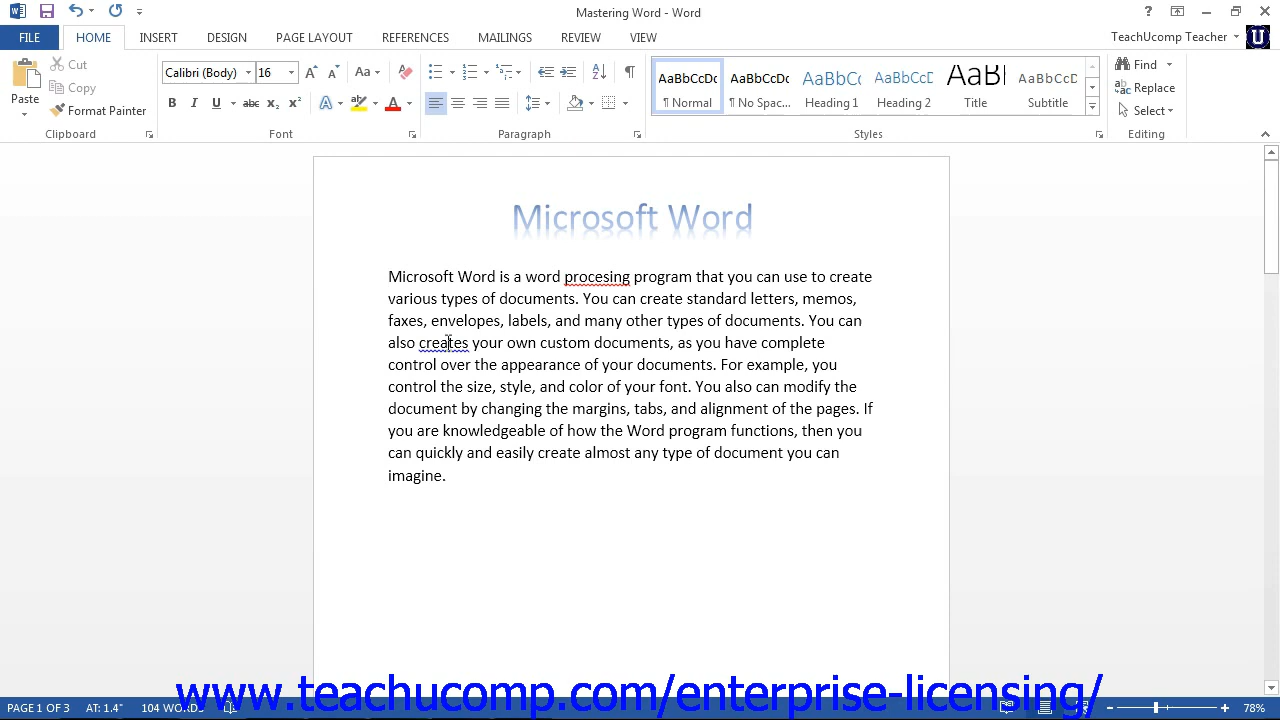 Mastering Word - Word
FILE HOME INSERT DESIGN PAGE LAYOUT REFERENCES MAILINGS REVIEW VIEW TeachUcomp Teacher U
Paste
Cut
Copy
Format Painter
Clipboard
Calibri (Body) 16
Font
Paragraph
AaBbCcDc AaBbCcDc AaBbCc AaBbCcD AaB AaBbCcD
¶ Normal ¶ No Spac... Heading 1 Heading 2 Title Subtitle
Styles
Find
Replace
Select
Editing
Microsoft Word
Microsoft Word is a word procesing program that you can use to create
various types of documents. You can create standard letters, memos,
faxes, envelopes, labels, and many other types of documents. You can
also creates your own custom documents, as you have complete
control over the appearance of your documents. For example, you
control the size, style, and color of your font. You also can modify the
document by changing the margins, tabs, and alignment of the pages. If
you are knowledgeable of how the Word program functions, then you
can quickly and easily create almost any type of document you can
imagine.
www.teachucomp.com/enterprise-licensing/
PAGE 1 OF 3 AT: 1.4" 104 WORDS 78%